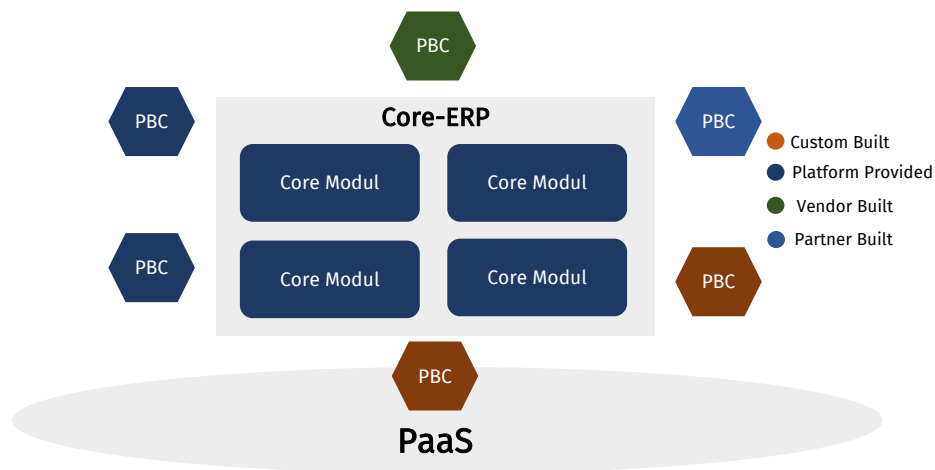 PBC
PBC
Core-ERP
PBC
Custom Built
Platform Provided
Vendor Built
Partner Built
Core Modul
Core Modul
PBC
Core Modul
Core Modul
PBC
PBC
PaaS